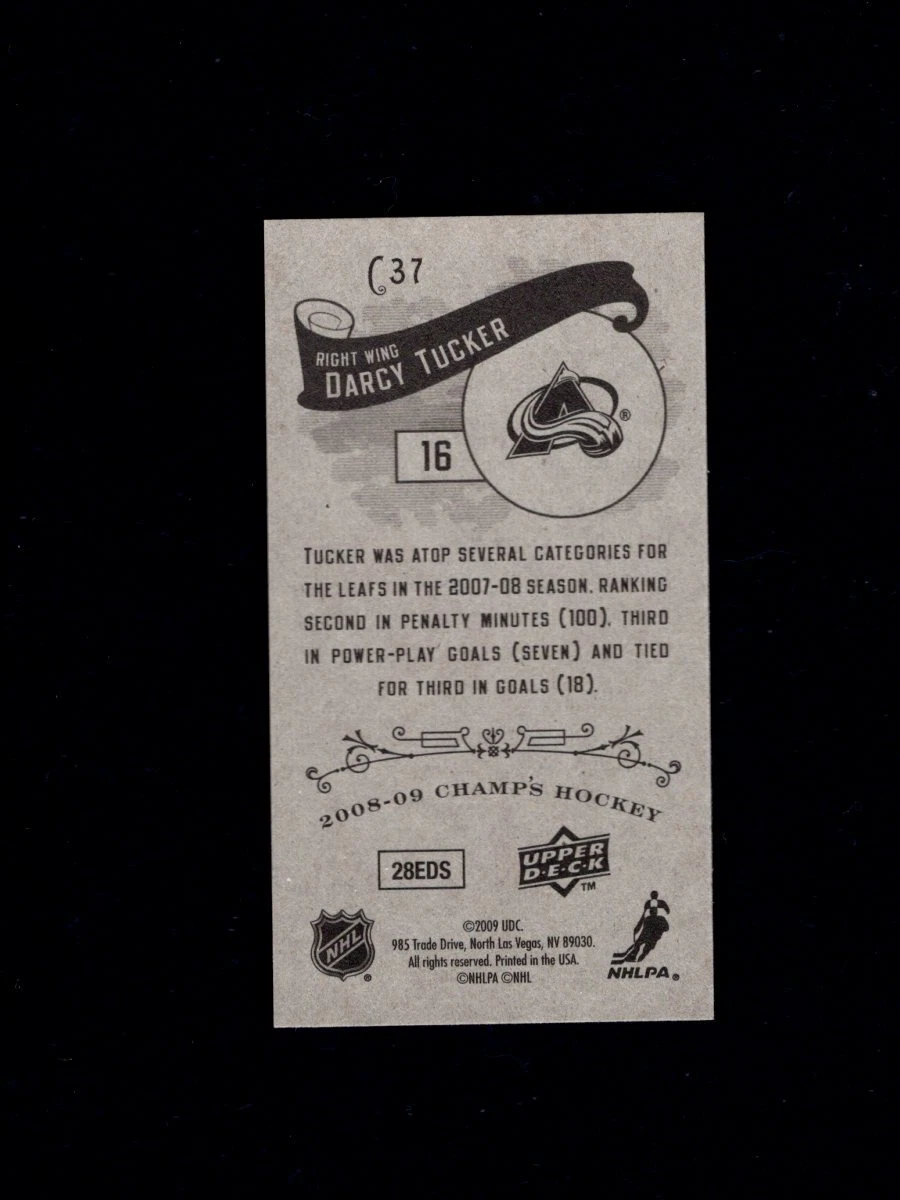 C37
RIGHT WING
DARCY TUCKER
16
®
TUCKER WAS ATOP SEVERAL CATEGORIES FOR
THE LEAFS IN THE 2007-08 SEASON, RANKING
SECOND IN PENALTY MINUTES (100), THIRD
IN POWER-PLAY GOALS (SEVEN) AND TIED
FOR THIRD IN GOALS (18).
2008-09 CHAMP'S HOCKEY
28EDS
UPPER
D·E·C·K
™
NHL ®
©2009 UDC.
985 Trade Drive, North Las Vegas, NV 89030.
All rights reserved. Printed in the USA.
©NHLPA ©NHL
NHLPA®